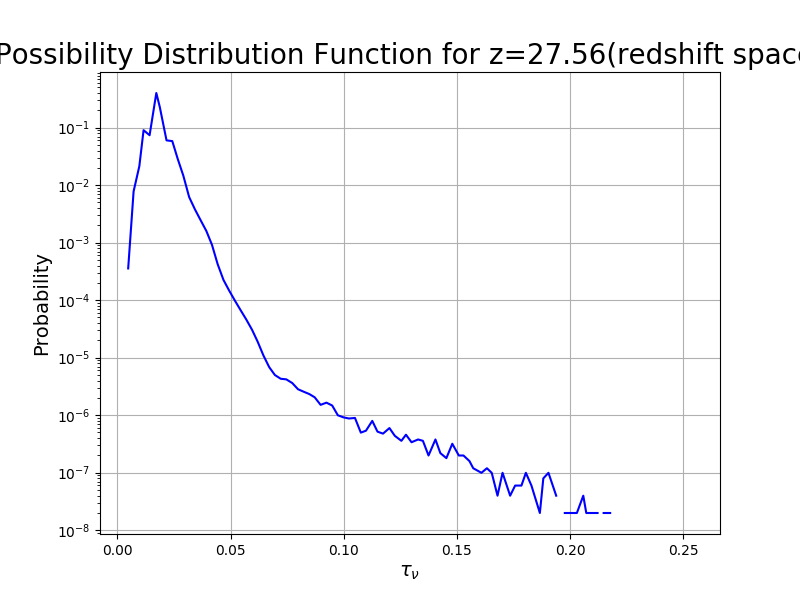 Possibility Distribution Function for z=27.56(redshift space
Probability
10⁻¹
10⁻²
10⁻³
10⁻⁴
10⁻⁵
10⁻⁶
10⁻⁷
10⁻⁸
0.00 0.05 0.10 0.15 0.20 0.25
τᵥ